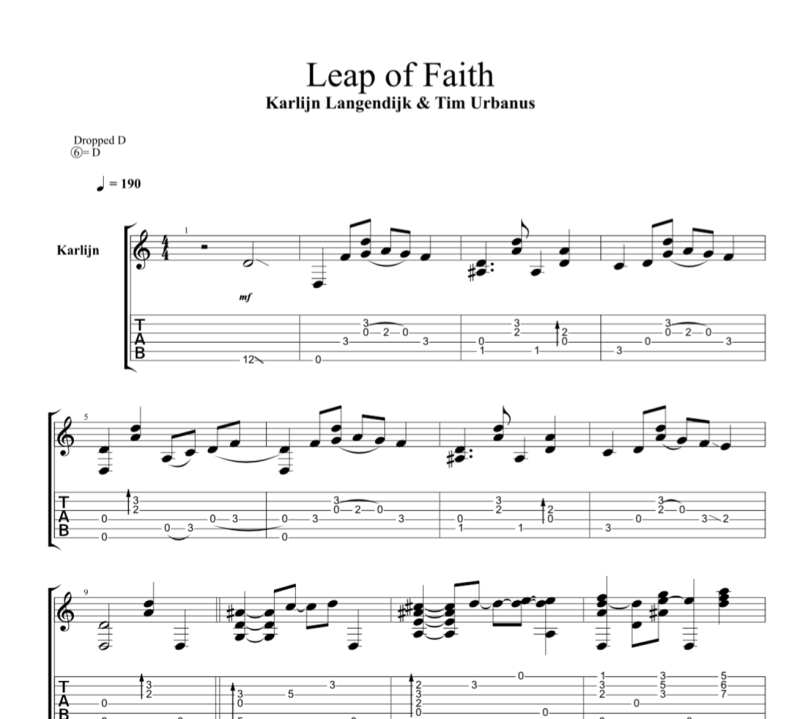 Leap of Faith
Karlijn Langendijk & Tim Urbanus
Dropped D
⑥= D
♩ = 190
1
Karlijn
4
4
mf
T
A
B
12 0 3 3 0 2 0 3 0 1 3 2 1 2 0 3 0 3 0 2 0 3
5
T
A
B
0 0 3 2 0 3 0 3 0 0 3 3 0 2 0 3 0 1 3 2 1 2 0 3 0 3 2 0 3 2
9
T
A
0 3 2 3 0 5 3 2 3 2 0 3 0 0 1 3 2 0 3 5 3 5 6 7